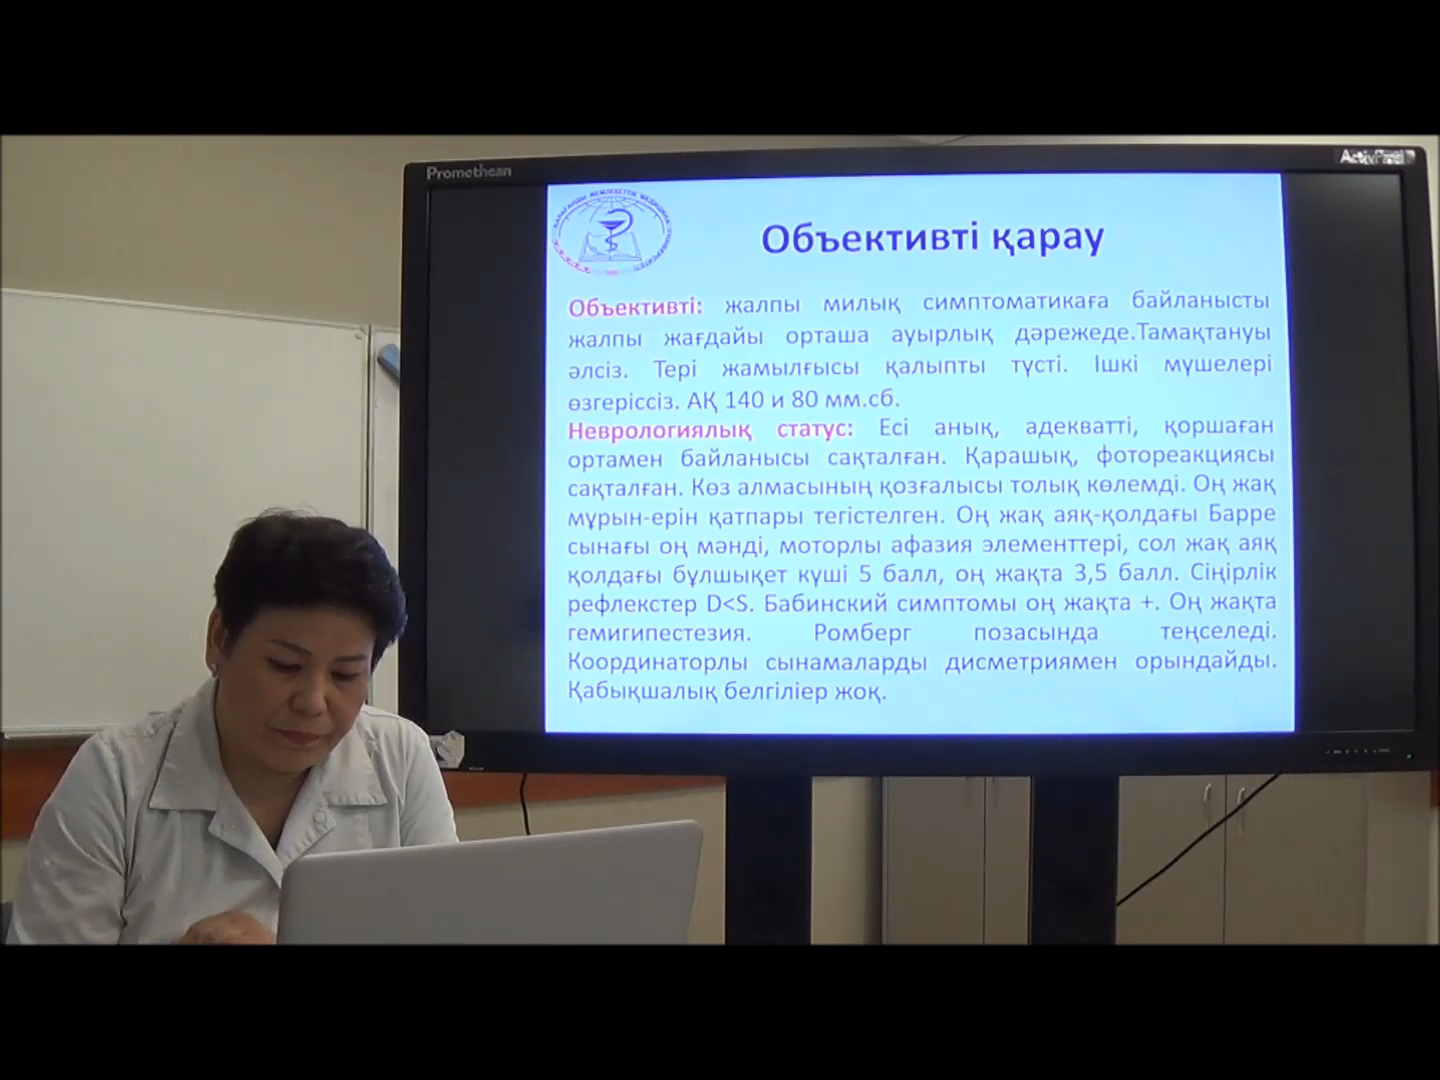 Promethean
ActivPanel
Объективті қарау
Объективті: жалпы милық симптоматикаға байланысты
жалпы жағдайы орташа ауырлық дәрежеде.Тамақтануы
әлсіз. Тері жамылғысы қалыпты түсті. Ішкі мүшелері
өзгеріссіз. АҚ 140 и 80 мм.сб.
Неврологиялық статус: Есі анық, адекватті, қоршаған
ортамен байланысы сақталған. Қарашық, фотореакциясы
сақталған. Көз алмасының қозғалысы толық көлемді. Оң жақ
мұрын-ерін қатпары тегістелген. Оң жақ аяқ-қолдағы Барре
сынағы оң мәнді, моторлы афазия элементтері, сол жақ аяқ
қолдағы бұлшықет күші 5 балл, оң жақта 3,5 балл. Сіңірлік
рефлекстер D<S. Бабинский симптомы оң жақта +. Оң жақта
гемигипестезия. Ромберг позасында теңселеді.
Координаторлы сынамаларды дисметриямен орындайды.
Қабықшалық белгіліер жоқ.